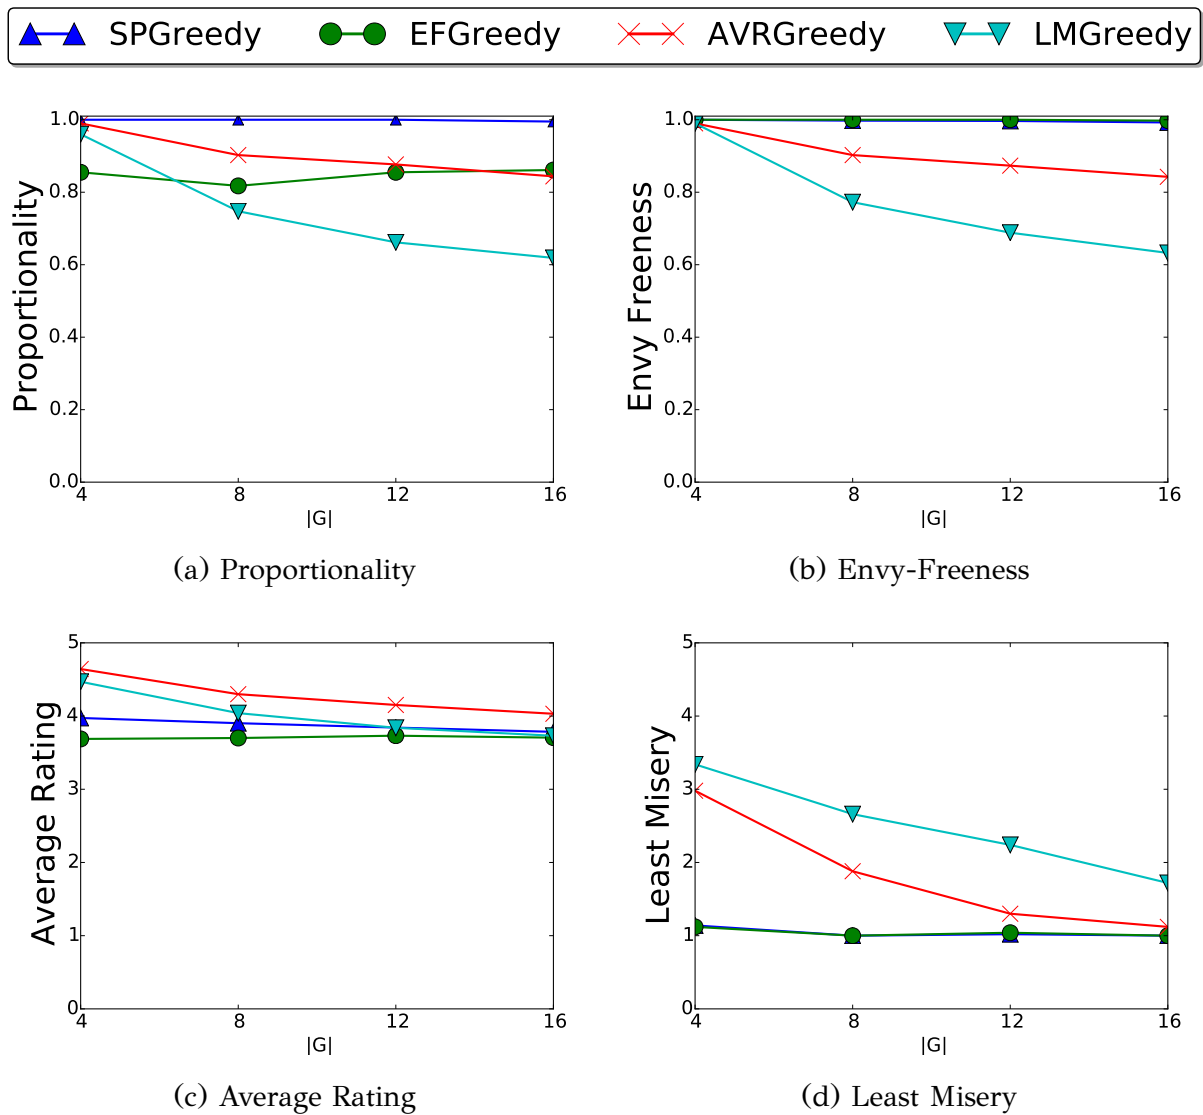 SPGreedy EFGreedy AVRGreedy LMGreedy
Proportionality
1.0
0.8
0.6
0.4
0.2
0.0
4 8 12 16
|G|
(a) Proportionality
Envy Freeness
1.0
0.8
0.6
0.4
0.2
0.0
4 8 12 16
|G|
(b) Envy-Freeness
Average Rating
5
4
3
2
1
0
4 8 12 16
|G|
(c) Average Rating
Least Misery
5
4
3
2
1
0
4 8 12 16
|G|
(d) Least Misery